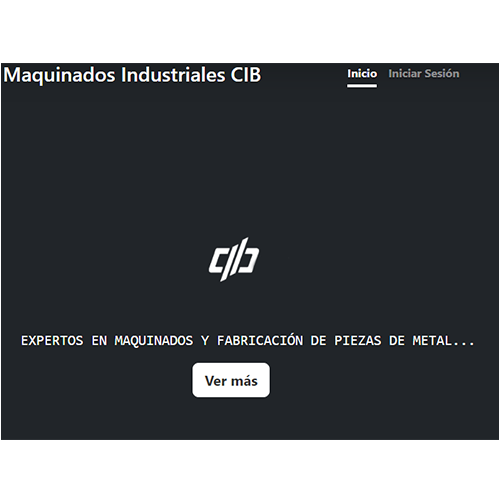 Maquinados Industriales CIB
Inicio Iniciar Sesión
cib
EXPERTOS EN MAQUINADOS Y FABRICACIÓN DE PIEZAS DE METAL...
Ver más